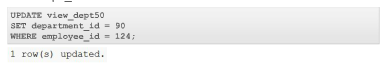 UPDATE view_dept50
SET department_id = 90
WHERE employee_id = 124;
1 row(s) updated.